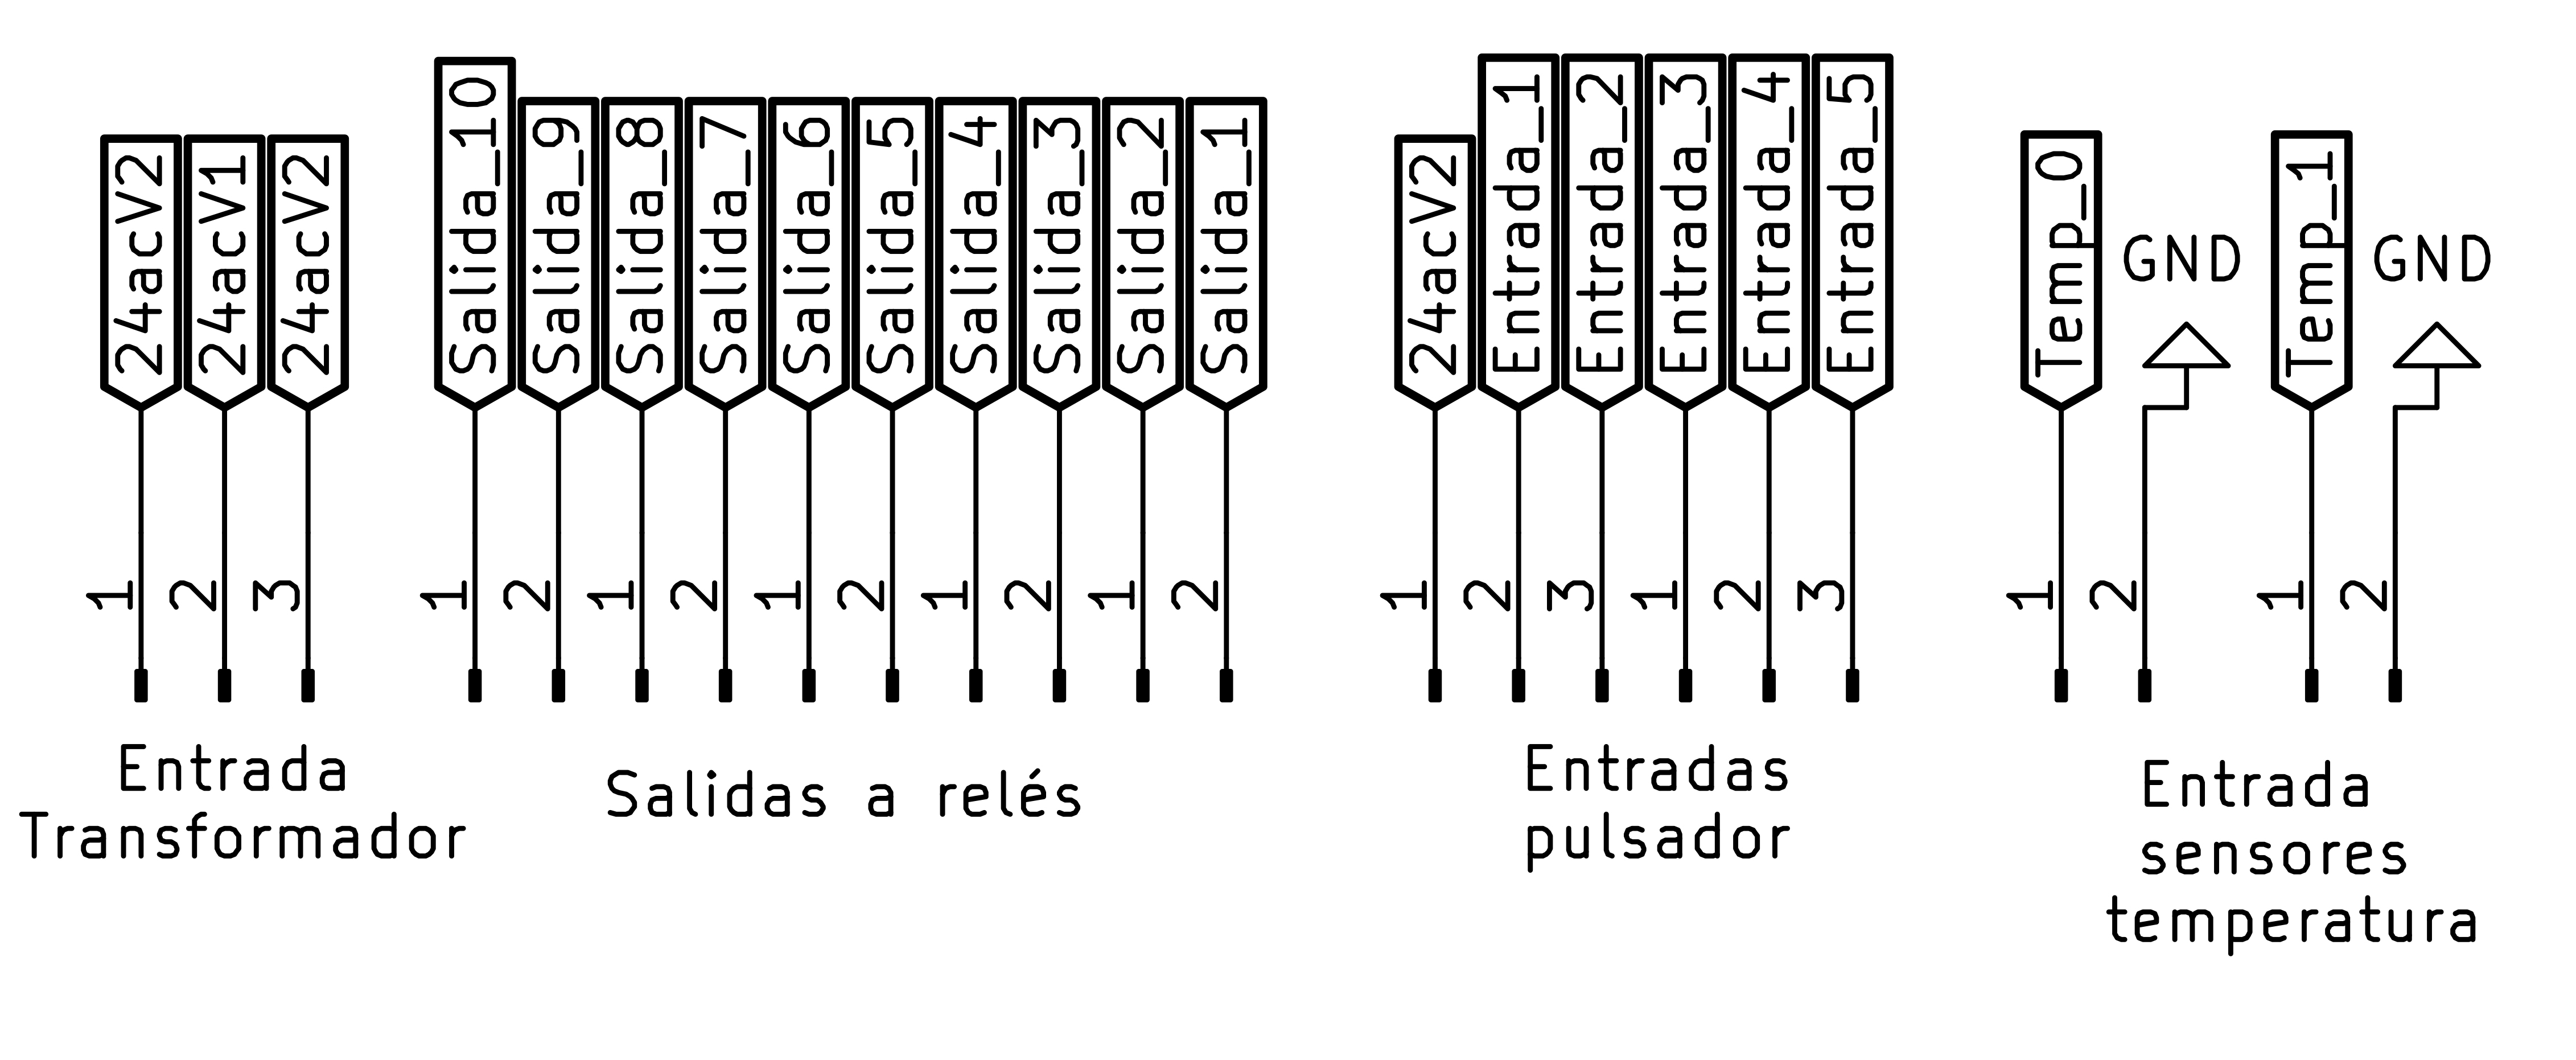 24acV2
24acV1
24acV2
Salida_10
Salida_9
Salida_8
Salida_7
Salida_6
Salida_5
Salida_4
Salida_3
Salida_2
Salida_1
24acV2
Entrada_1
Entrada_2
Entrada_3
Entrada_4
Entrada_5
Temp_0
GND
Temp_1
GND
1 2 3
1 2 1 2 1 2 1 2 1 2
1 2 3 1 2 3
1 2 1 2
Entrada
Transformador
Salidas a relés
Entradas
pulsador
Entrada
sensores
temperatura